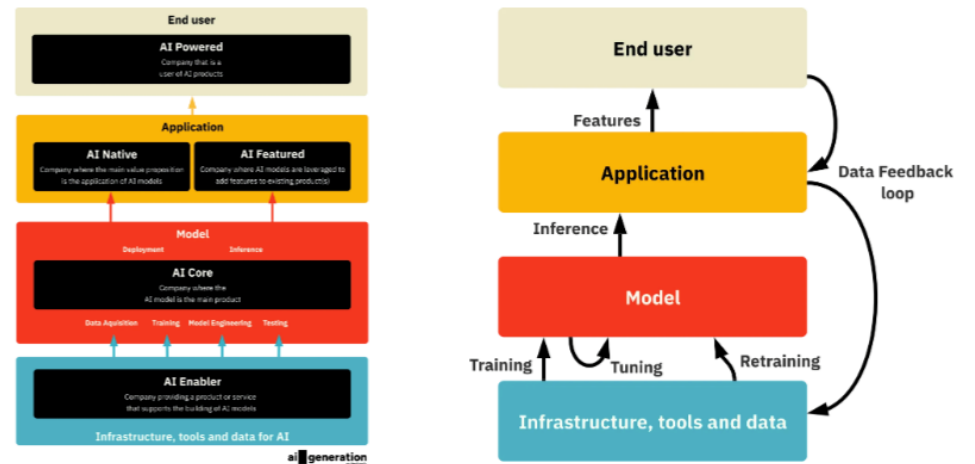 End user
AI Powered
Company that is a
user of AI products
Application
AI Native
Company where the main value proposition
is the application of AI models
AI Featured
Company where AI models are leveraged to
add features to existing product(s)
Model
Deployment
Inference
AI Core
Company where the
AI model is the main product
Data Aquisition
Training
Model Engineering
Testing
AI Enabler
Company providing a product or service
that supports the building of AI models
Infrastructure, tools and data for AI
ai generation
End user
Features
Application
Data Feedback
loop
Inference
Model
Training
Tuning
Retraining
Infrastructure, tools and data